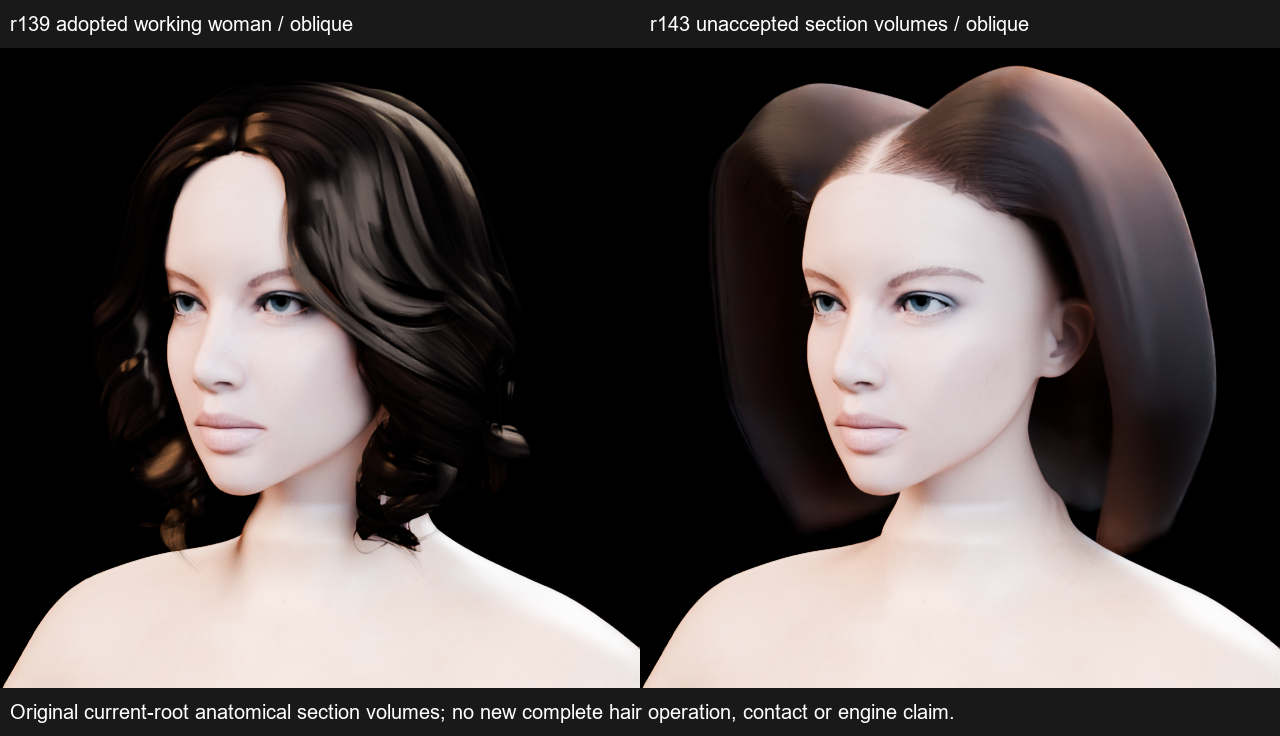 r139 adopted working woman / oblique
r143 unaccepted section volumes / oblique
Original current-root anatomical section volumes; no new complete hair operation, contact or engine claim.